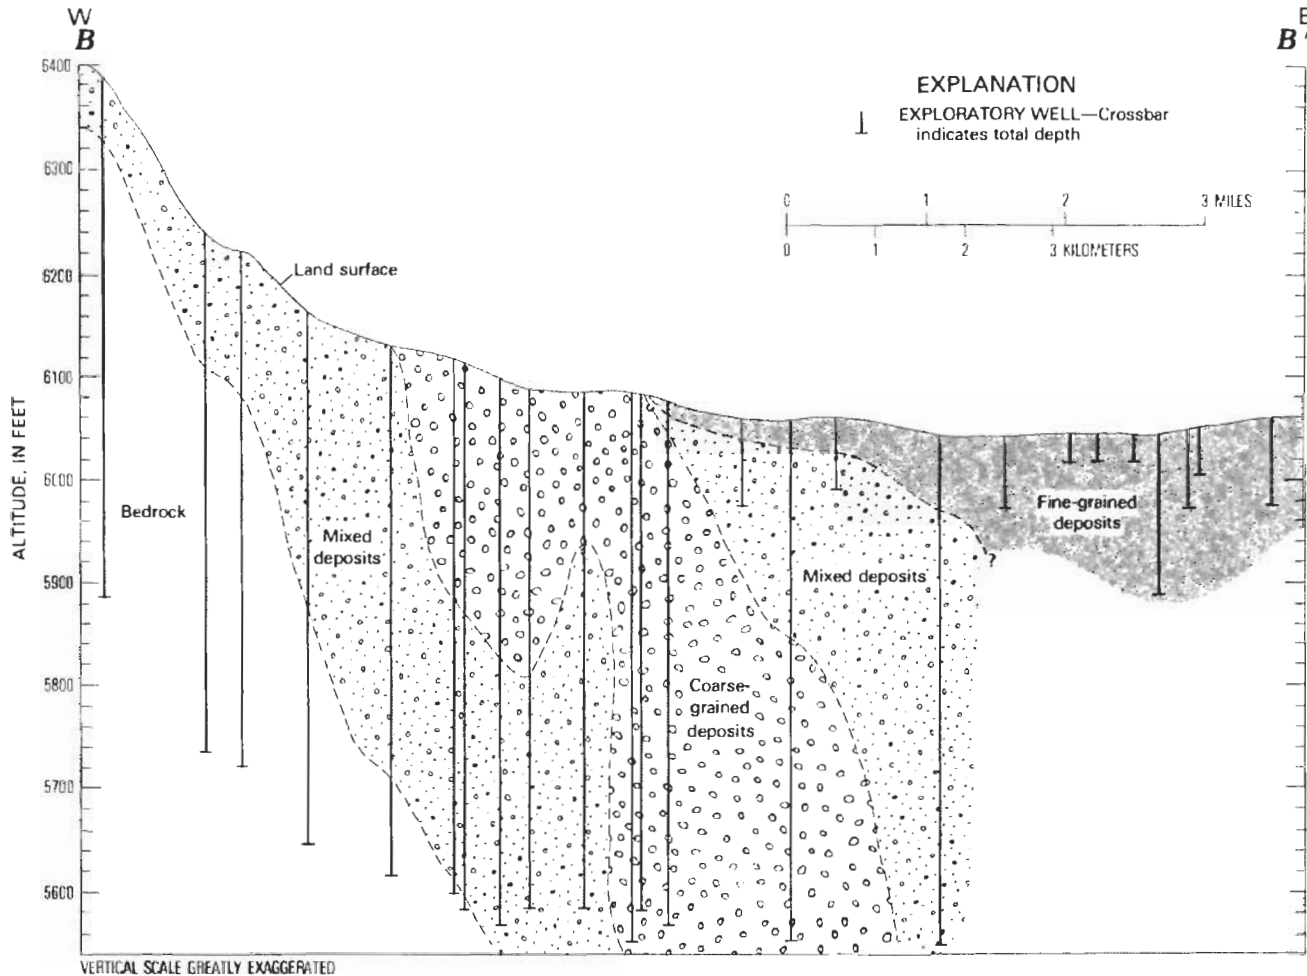 W
B
E
B'
6400
6300
6200
6100
6000
5900
5800
5700
5600
ALTITUDE, IN FEET
EXPLANATION
EXPLORATORY WELL—Crossbar
indicates total depth
0 1 2 3 MILES
0 1 2 3 KILOMETERS
Land surface
Bedrock
Mixed
deposits
Coarse-
grained
deposits
Mixed deposits
Fine-grained
deposits
?
VERTICAL SCALE GREATLY EXAGGERATED